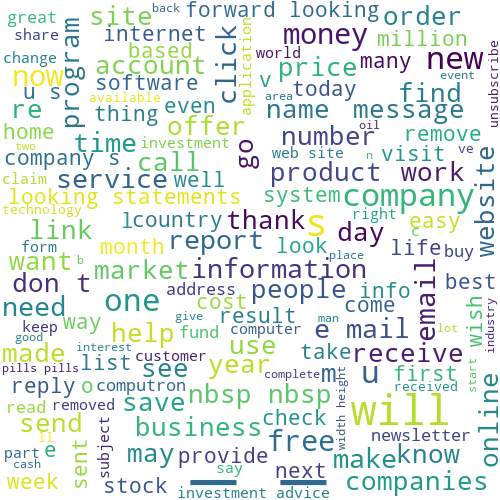 great
back
forward looking
share
site
order
program
internet
click
money
million
change
based
application
world
now
account
v
price
many
new
unsubscribe
u s
software
today
event
available
area
find
re
thing
even
name
message
home
time
offer
go
number
oil
remove
two
investment
web site
n
visit
ve
company s
call
claim
service
well
product
work
website
looking statements
system
company
technology
l
country
thank
s
right
c
easy
link
form
month
report
look
place
day
life
buy
want
b
market
information
don t
address
people
info
email
best
need
one
cost
result
come
wish
industry
keep
way
give
fund
computer
man
e mail
lot
good
made
help
use
interest
list
see
customer
year
take
receive
first
online
pills pills
complete
m
u
start
reply
o
computron
nbsp nbsp
width height
received
read
removed
save
will
send
business
check
free
newsletter
ll
subject
part
e
sent
may
provide
make
know
cash
say
next
week
stock
companies
investment advice